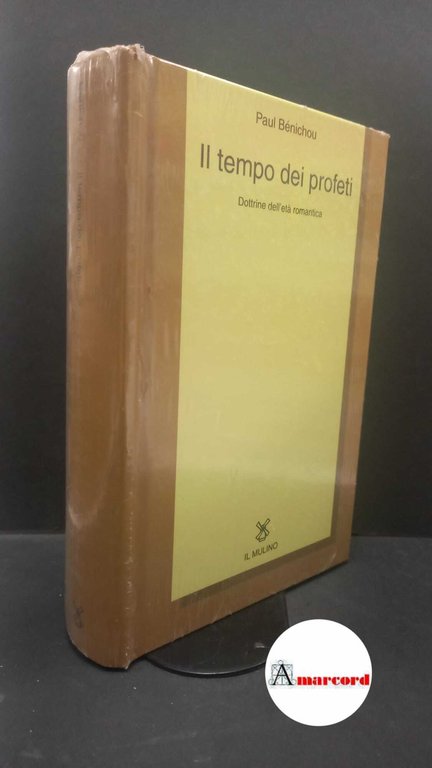 Paul Bénichou
Il tempo dei profeti
Dottrine dell'età romantica
IL MULINO
Amarcord